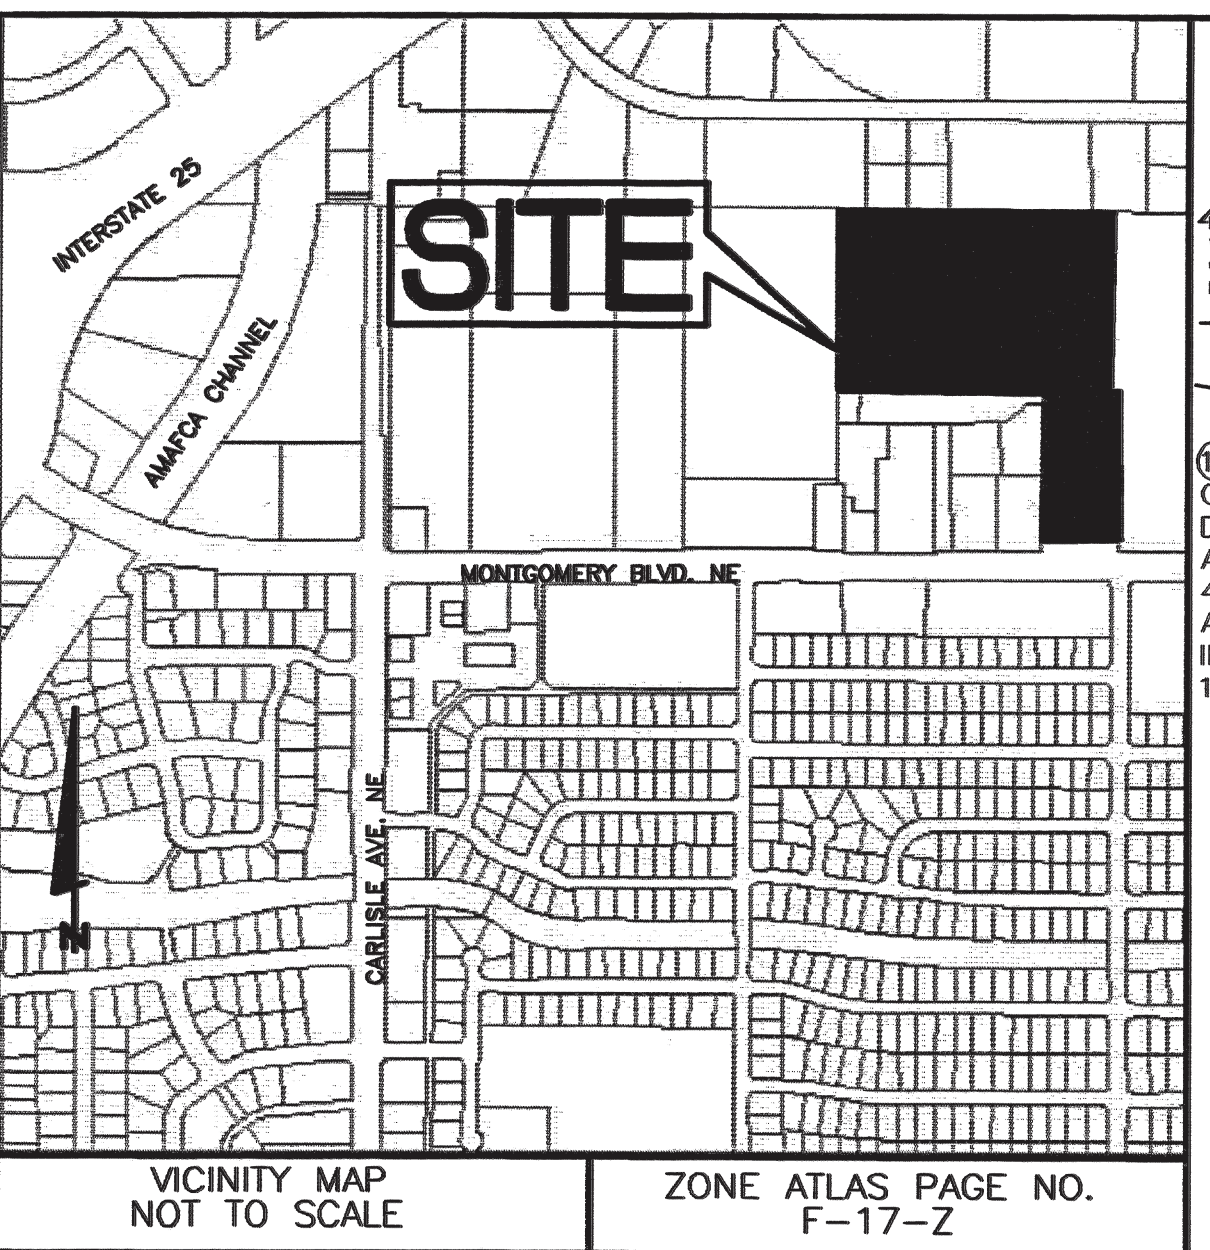 INTERSTATE 25
SITE
AMAFCA CHANNEL
MONTGOMERY BLVD. NE
CARLISLE AVE. NE
N
VICINITY MAP
NOT TO SCALE
ZONE ATLAS PAGE NO.
F-17-Z